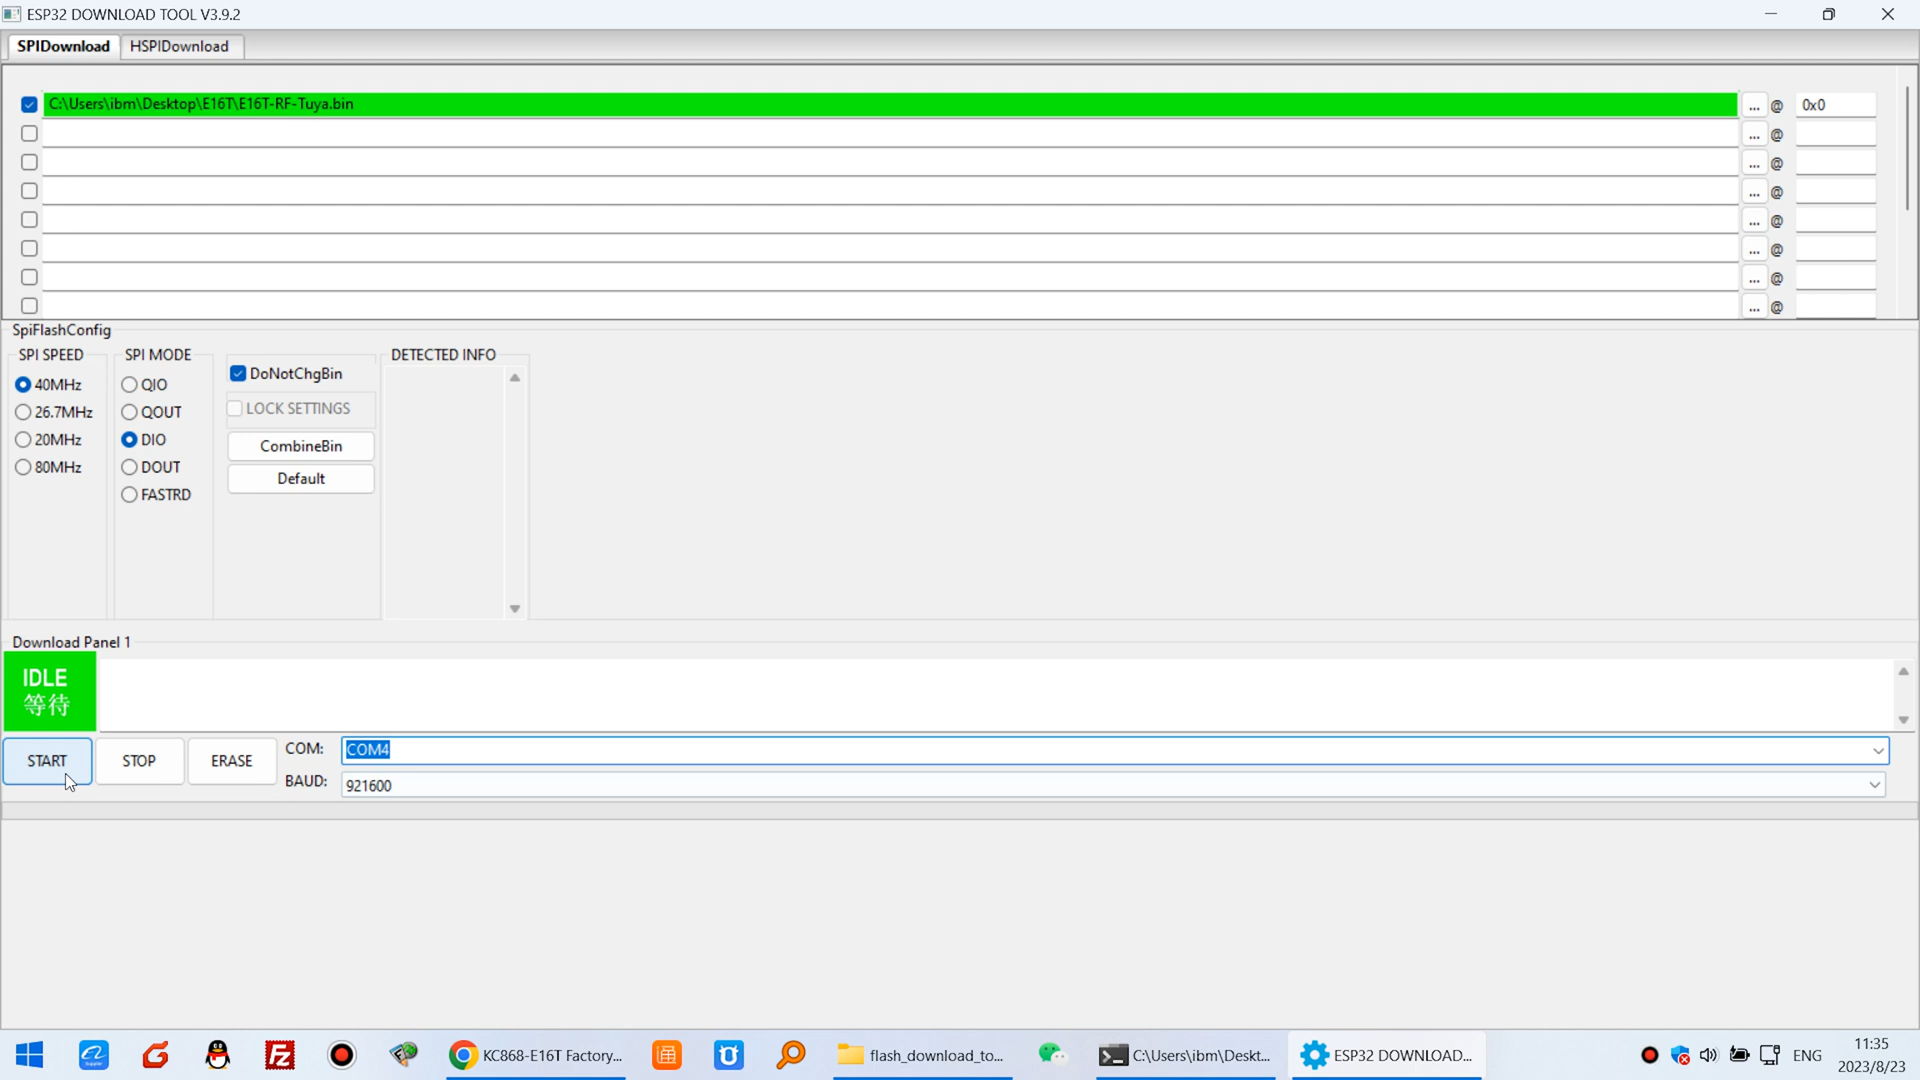 ESP32 DOWNLOAD TOOL V3.9.2
SPIDownload HSPIDownload
C:\Users\ibm\Desktop\E16T\E16T-RF-Tuya.bin ... @ 0x0
... @
... @
... @
... @
... @
... @
... @
SpiFlashConfig
SPI SPEED SPI MODE DETECTED INFO
DoNotChgBin
40MHz QIO
LOCK SETTINGS
26.7MHz QOUT
20MHz DIO
CombineBin
80MHz DOUT
Default
FASTRD
Download Panel 1
IDLE
等待
START STOP ERASE COM: COM4
BAUD: 921600
KC868-E16T Factory... flash_download_to... C:\Users\ibm\Deskt... ESP32 DOWNLOAD... ENG 11:35
2023/8/23